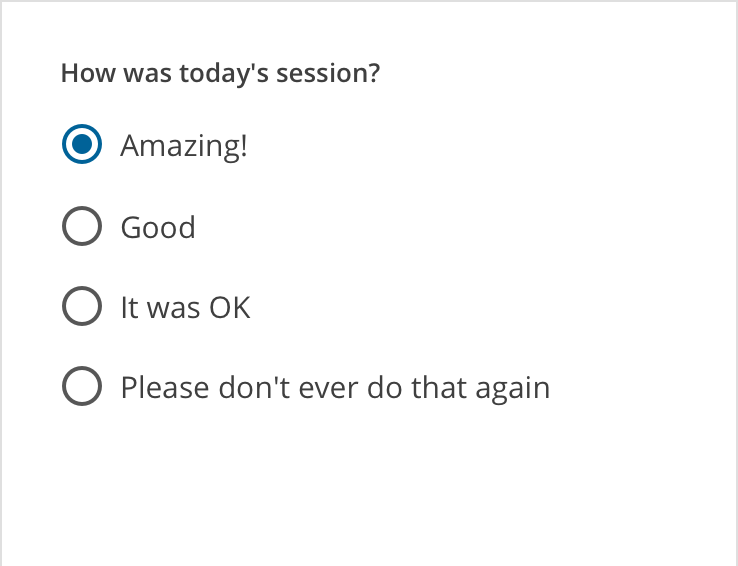 How was today's session?
Amazing!
Good
It was OK
Please don't ever do that again